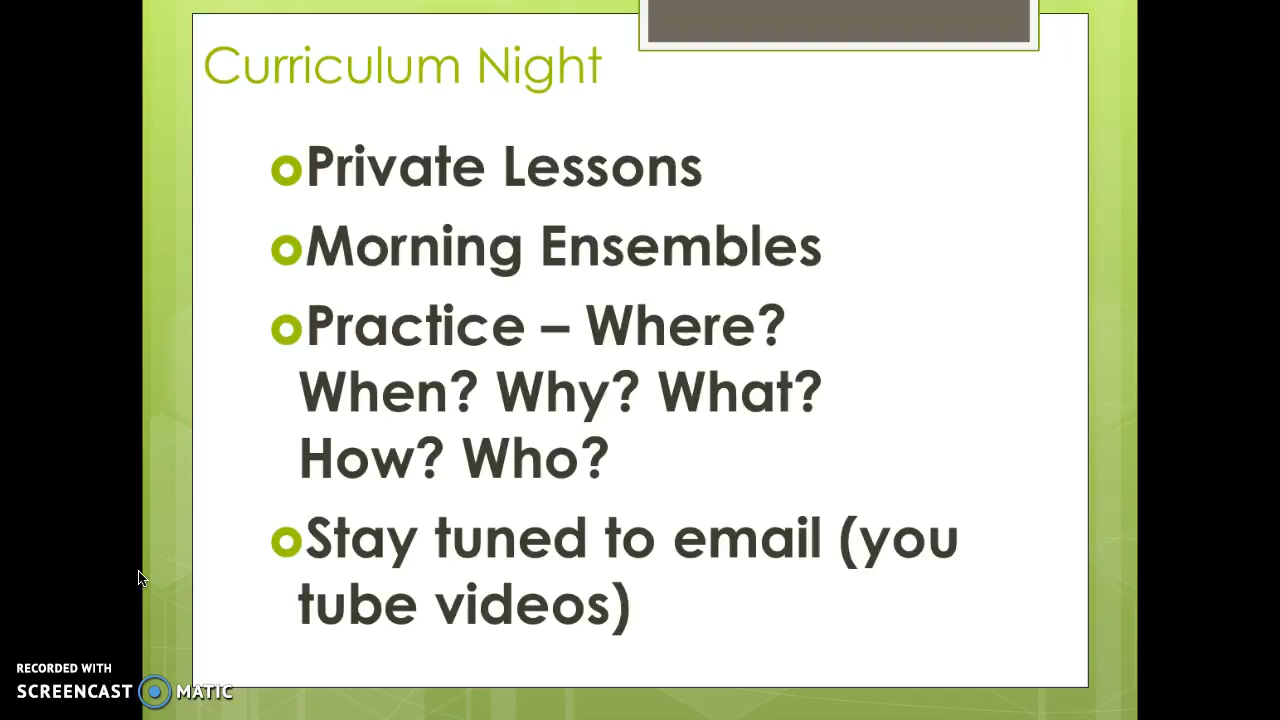 Curriculum Night
Private Lessons
Morning Ensembles
Practice – Where?
When? Why? What?
How? Who?
Stay tuned to email (you
tube videos)
RECORDED WITH
SCREENCAST MATIC